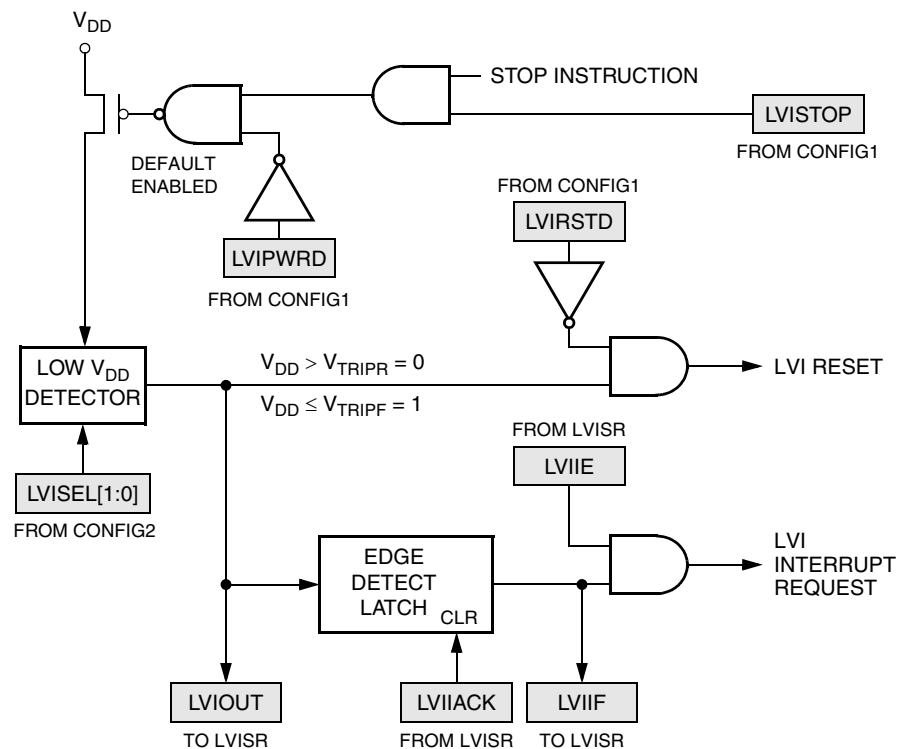 VDD
STOP INSTRUCTION
LVISTOP
FROM CONFIG1
DEFAULT
ENABLED
LVIPWRD
FROM CONFIG1
FROM CONFIG1
LVIRSTD
LOW VDD
DETECTOR
VDD > VTRIPR = 0
VDD ≤ VTRIPF = 1
LVI RESET
LVISEL[1:0]
FROM CONFIG2
FROM LVISR
LVIIE
EDGE
DETECT
LATCH
CLR
LVI
INTERRUPT
REQUEST
LVIOUT
TO LVISR
LVIIACK
FROM LVISR
LVIIF
TO LVISR